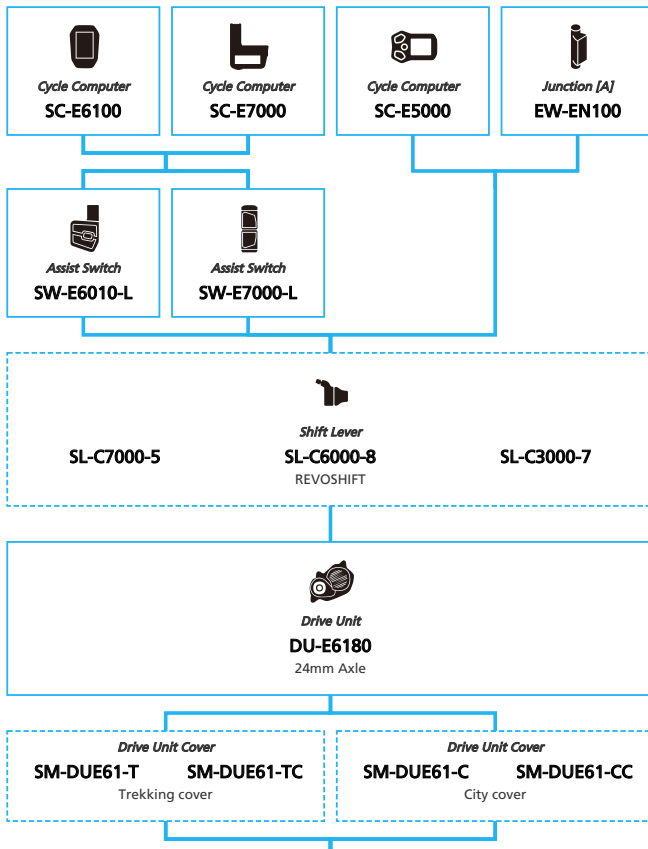 Cycle Computer
SC-E6100
Cycle Computer
SC-E7000
Cycle Computer
SC-E5000
Junction [A]
EW-EN100
Assist Switch
SW-E6010-L
Assist Switch
SW-E7000-L
Shift Lever
SL-C7000-5
SL-C6000-8
REVOSHIFT
SL-C3000-7
Drive Unit
DU-E6180
24mm Axle
Drive Unit Cover
SM-DUE61-T SM-DUE61-TC
Trekking cover
Drive Unit Cover
SM-DUE61-C SM-DUE61-CC
City cover